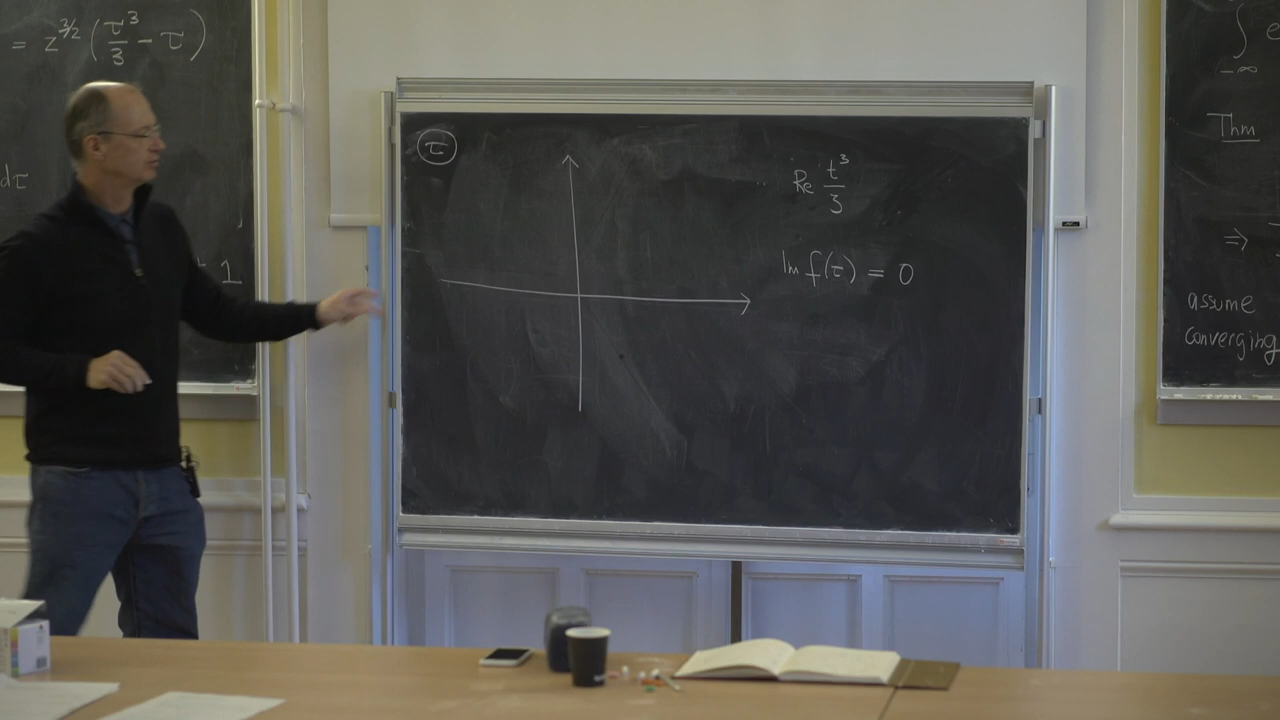 = z^{3/2} (τ³/3 - τ)
dτ
1
τ
Re t³/3
Im f(τ) = 0
∫
-∞
Thm
⇒
assume
converging